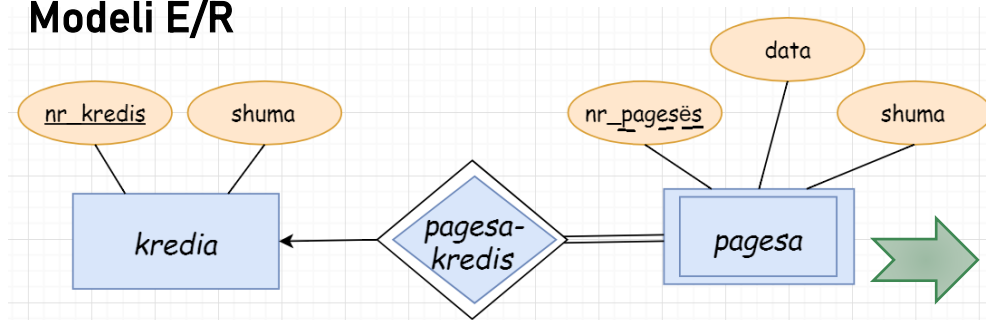 Modeli E/R
data
nr_kredis
shuma
nr_pagesës
shuma
kredia
pagesa-
kredis
pagesa